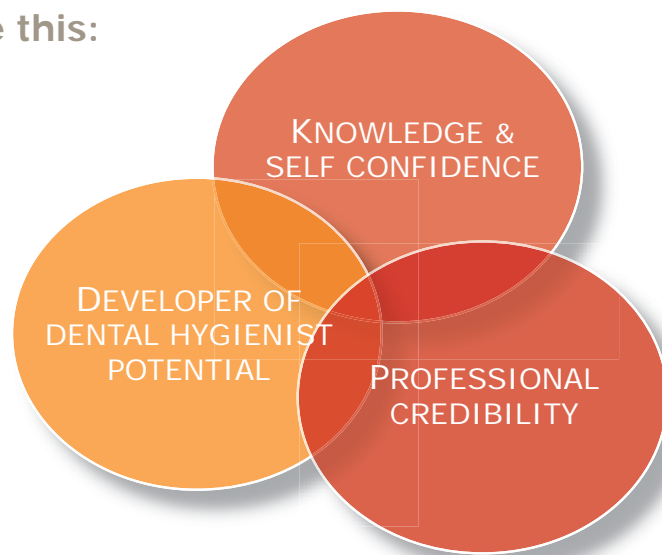 e this:
KNOWLEDGE &
SELF CONFIDENCE
DEVELOPER OF
DENTAL HYGIENIST
POTENTIAL
PROFESSIONAL
CREDIBILITY